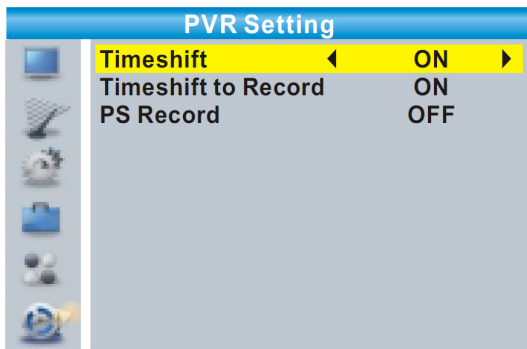 PVR Setting
Timeshift ON
Timeshift to Record ON
PS Record OFF